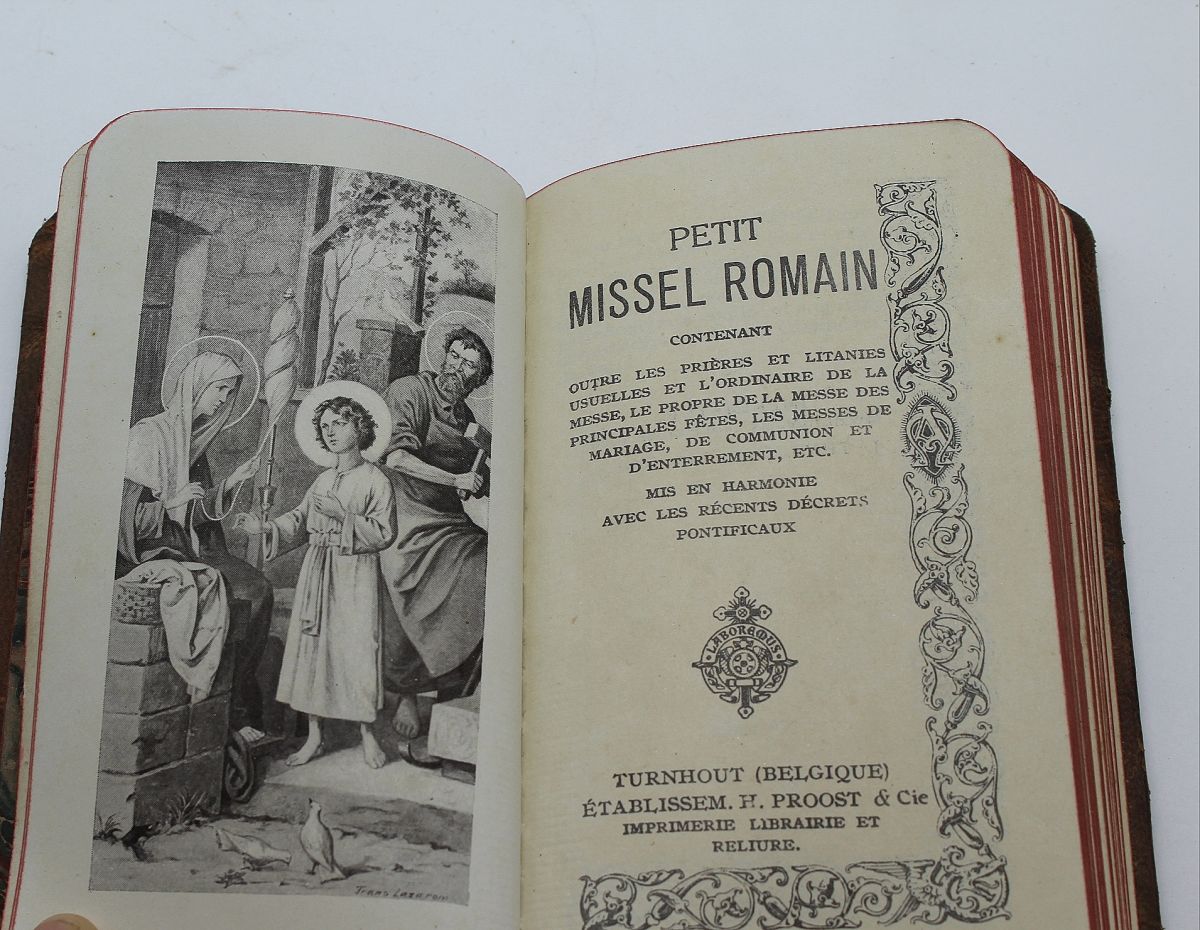 PETIT
MISSEL ROMAIN
CONTENANT
OUTRE LES PRIÈRES ET LITANIES
USUELLES ET L'ORDINAIRE DE LA
MESSE, LE PROPRE DE LA MESSE DES
PRINCIPALES FÊTES, LES MESSES DE
MARIAGE, DE COMMUNION ET
D'ENTERREMENT, ETC.
MIS EN HARMONIE
AVEC LES RÉCENTS DÉCRETS
PONTIFICAUX
LABOREMUS
TURNHOUT (BELGIQUE)
ÉTABLISSEM. H. PROOST & Cie
IMPRIMERIE LIBRAIRIE ET
RELIURE.